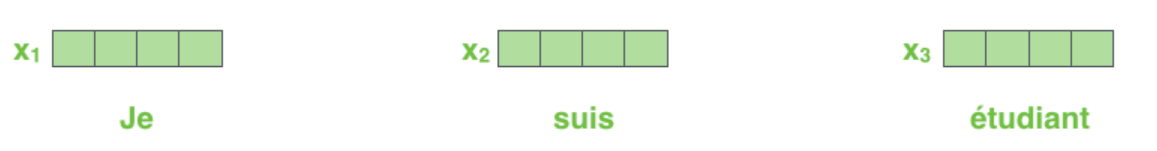 x₁ x₂ x₃
Je suis étudiant